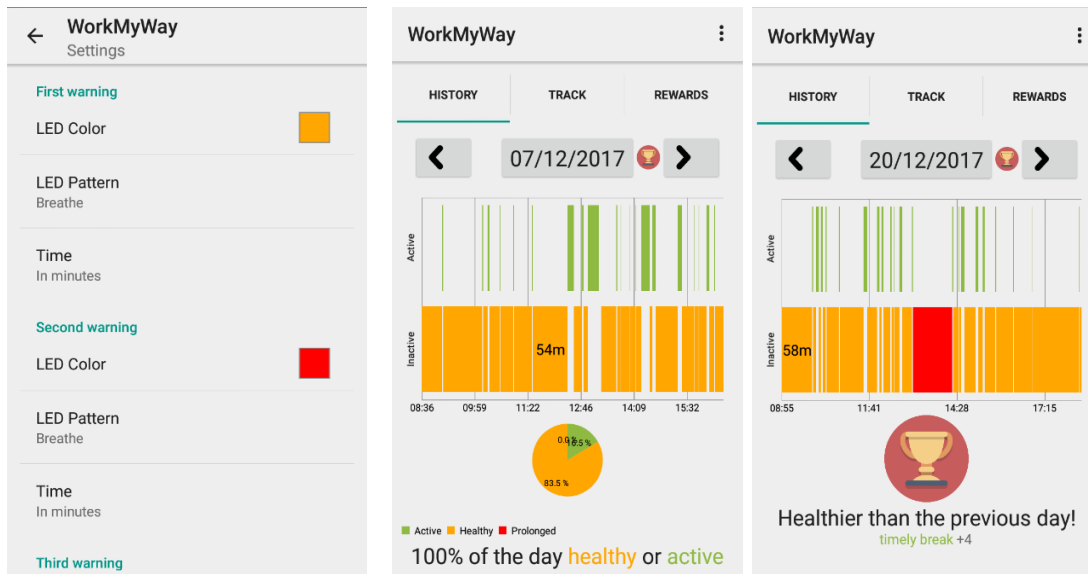 WorkMyWay
Settings
First warning
LED Color
LED Pattern
Breathe
Time
In minutes
Second warning
LED Color
LED Pattern
Breathe
Time
In minutes
Third warning
WorkMyWay
HISTORY TRACK REWARDS
07/12/2017
Active
Inactive
54m
08:36 09:59 11:22 12:46 14:09 15:32
0.0 % 16.5 %
83.5 %
Active Healthy Prolonged
100% of the day healthy or active
WorkMyWay
HISTORY TRACK REWARDS
20/12/2017
Active
Inactive
58m
08:55 11:41 14:28 17:15
Healthier than the previous day!
timely break +4